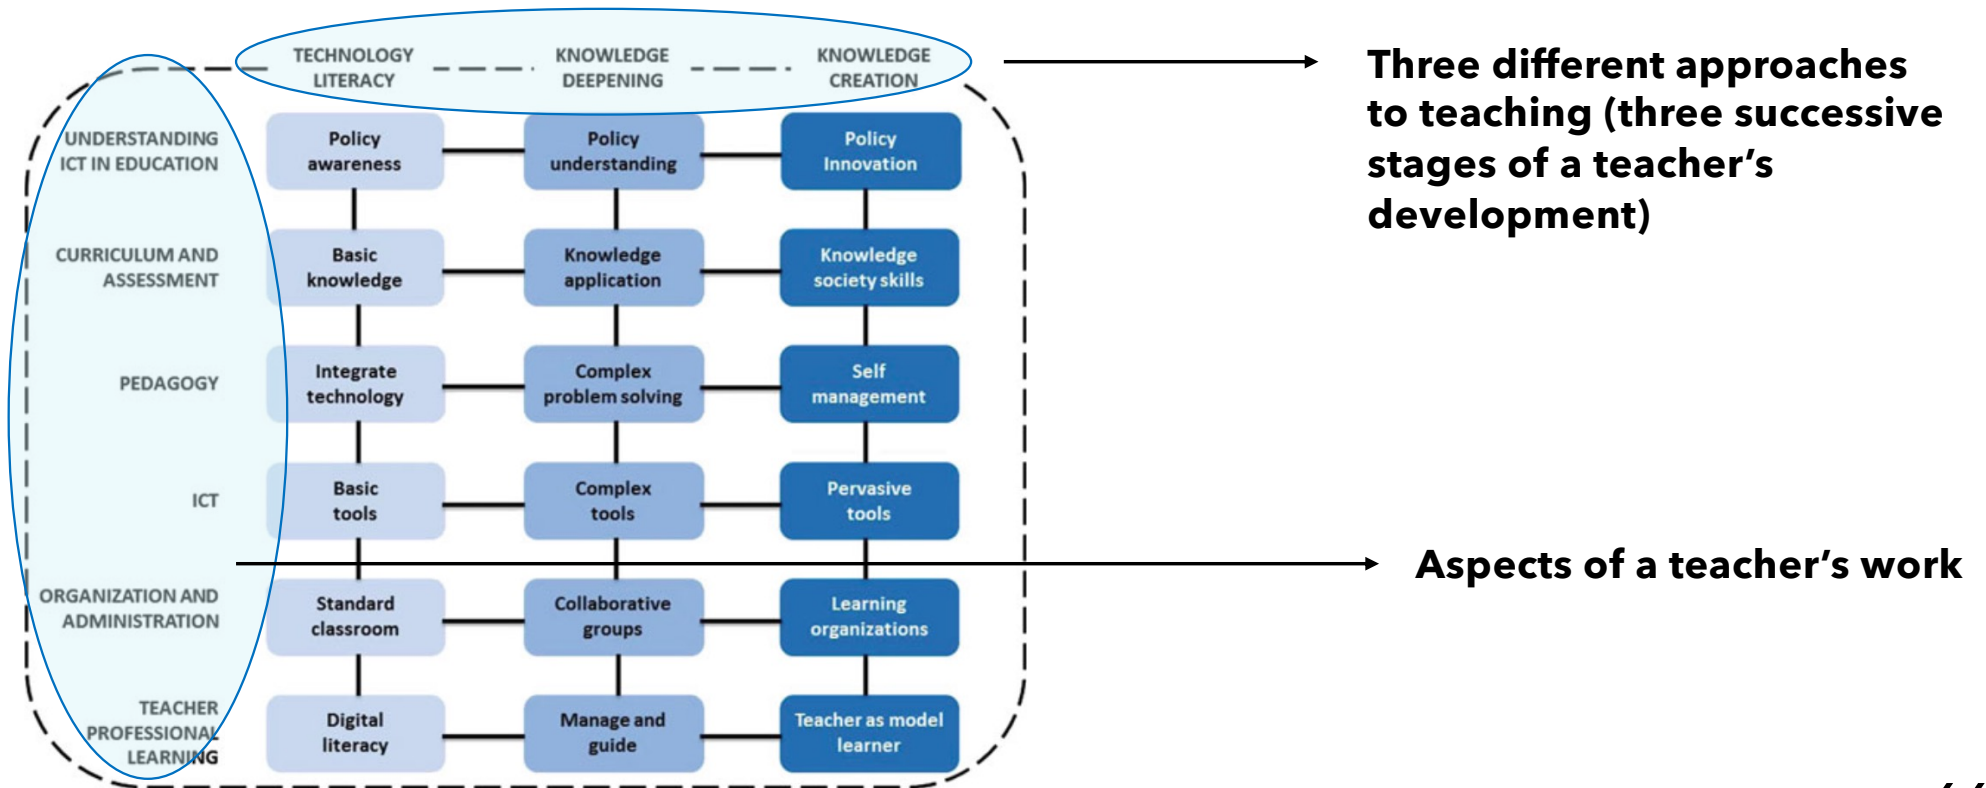 TECHNOLOGY
LITERACY
KNOWLEDGE
DEEPENING
KNOWLEDGE
CREATION
Three different approaches
to teaching (three successive
stages of a teacher’s
development)
UNDERSTANDING
ICT IN EDUCATION
Policy
awareness
Policy
understanding
Policy
Innovation
CURRICULUM AND
ASSESSMENT
Basic
knowledge
Knowledge
application
Knowledge
society skills
PEDAGOGY
Integrate
technology
Complex
problem solving
Self
management
ICT
Basic
tools
Complex
tools
Pervasive
tools
Aspects of a teacher’s work
ORGANIZATION AND
ADMINISTRATION
Standard
classroom
Collaborative
groups
Learning
organizations
TEACHER
PROFESSIONAL
LEARNING
Digital
literacy
Manage and
guide
Teacher as model
learner